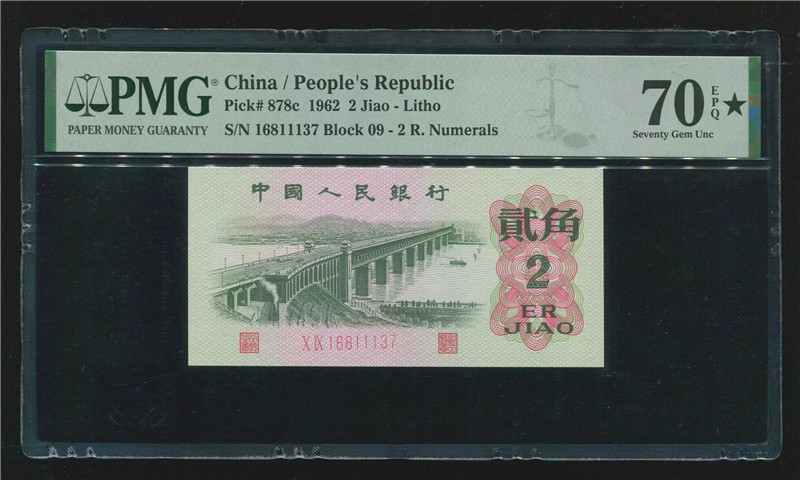 PMG®
PAPER MONEY GUARANTY
China / People's Republic
Pick# 878c 1962 2 Jiao - Litho
S/N 16811137 Block 09 - 2 R. Numerals
70 EPQ ★
Seventy Gem Unc
中國人民銀行
貳角
2
ER
JIAO
X IX 16811137